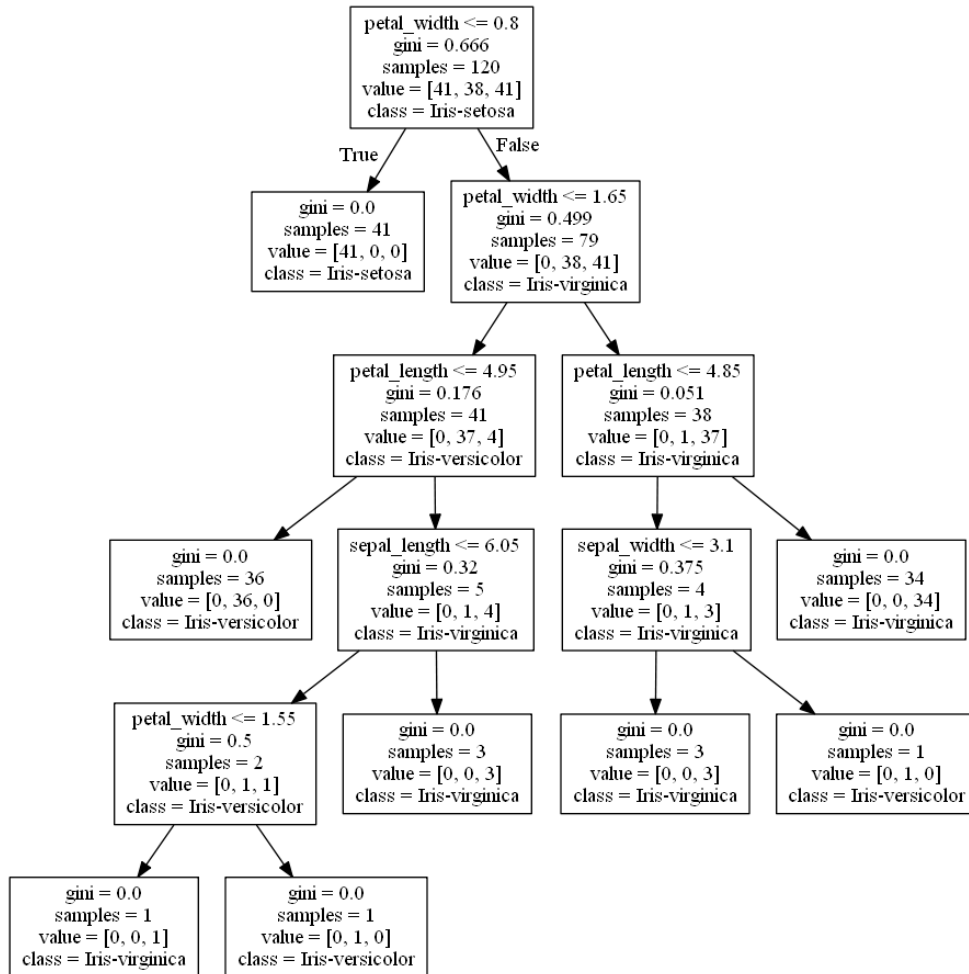 petal_width <= 0.8
gini = 0.666
samples = 120
value = [41, 38, 41]
class = Iris-setosa
True
False
gini = 0.0
samples = 41
value = [41, 0, 0]
class = Iris-setosa
petal_width <= 1.65
gini = 0.499
samples = 79
value = [0, 38, 41]
class = Iris-virginica
petal_length <= 4.95
gini = 0.176
samples = 41
value = [0, 37, 4]
class = Iris-versicolor
petal_length <= 4.85
gini = 0.051
samples = 38
value = [0, 1, 37]
class = Iris-virginica
gini = 0.0
samples = 36
value = [0, 36, 0]
class = Iris-versicolor
sepal_length <= 6.05
gini = 0.32
samples = 5
value = [0, 1, 4]
class = Iris-virginica
sepal_width <= 3.1
gini = 0.375
samples = 4
value = [0, 1, 3]
class = Iris-virginica
gini = 0.0
samples = 34
value = [0, 0, 34]
class = Iris-virginica
petal_width <= 1.55
gini = 0.5
samples = 2
value = [0, 1, 1]
class = Iris-versicolor
gini = 0.0
samples = 3
value = [0, 0, 3]
class = Iris-virginica
gini = 0.0
samples = 3
value = [0, 0, 3]
class = Iris-virginica
gini = 0.0
samples = 1
value = [0, 1, 0]
class = Iris-versicolor
gini = 0.0
samples = 1
value = [0, 0, 1]
class = Iris-virginica
gini = 0.0
samples = 1
value = [0, 1, 0]
class = Iris-versicolor